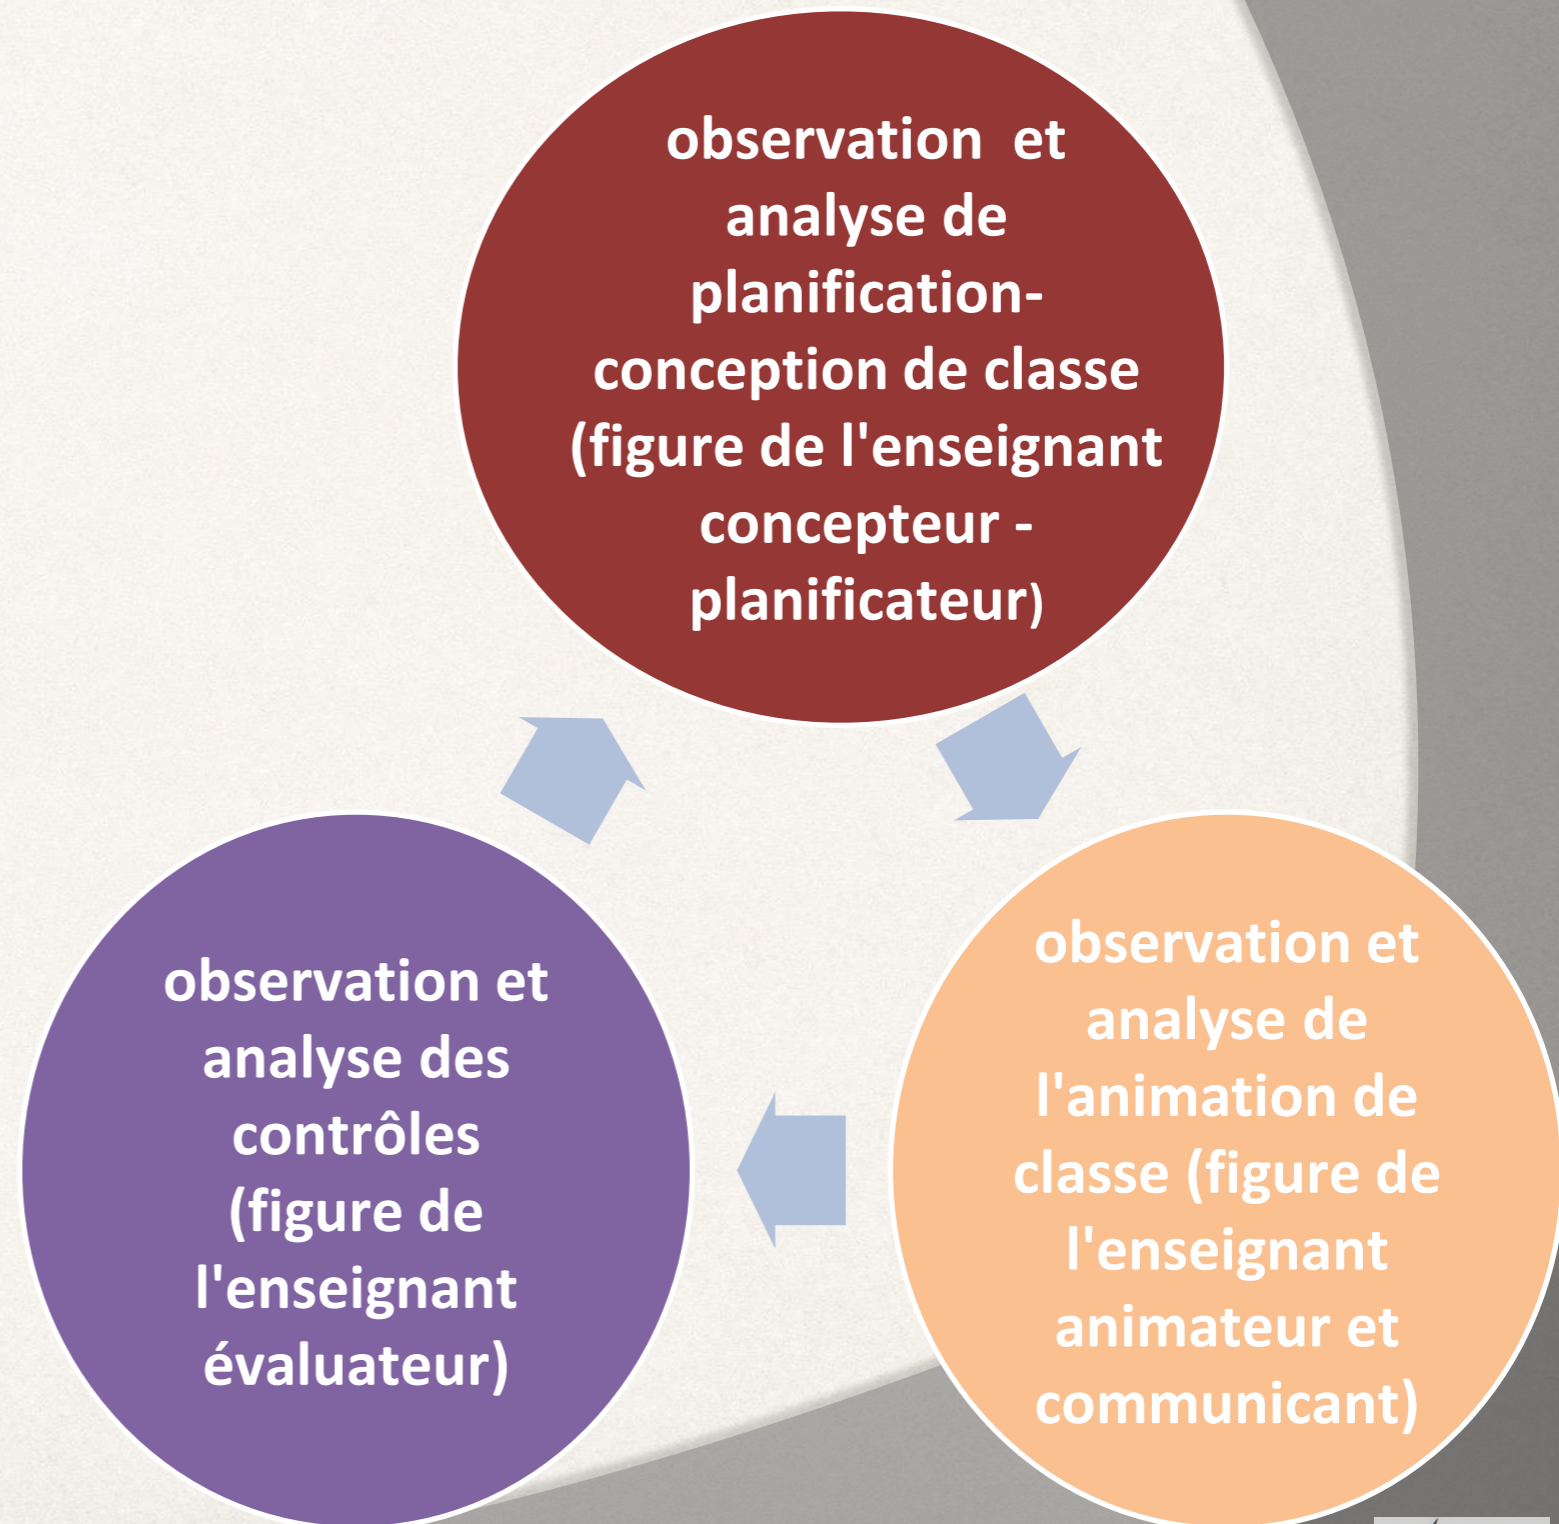 observation et
analyse de
planification-
conception de classe
(figure de l'enseignant
concepteur -
planificateur)
observation et
analyse de
l'animation de
classe (figure de
l'enseignant
animateur et
communicant)
observation et
analyse des
contrôles
(figure de
l'enseignant
évaluateur)